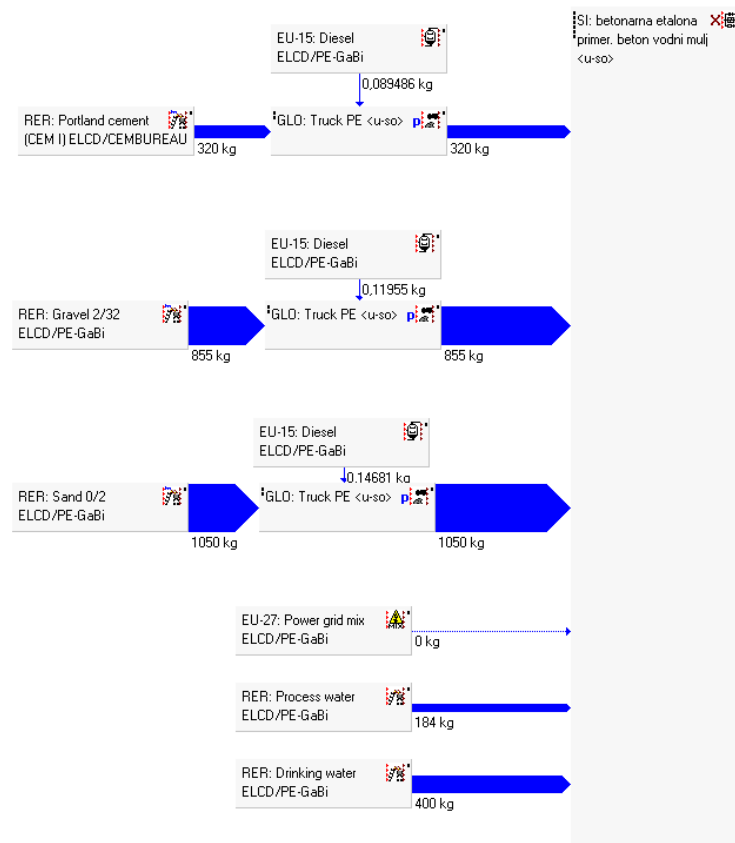 SI: betonarna etalona
primer. beton vodni mulj
<u-so>
EU-15: Diesel
ELCD/PE-GaBi
0,089486 kg
RER: Portland cement
(CEM I) ELCD/CEMBUREAU
320 kg
GLO: Truck PE <u-so>
p
320 kg
EU-15: Diesel
ELCD/PE-GaBi
0,11955 kg
RER: Gravel 2/32
ELCD/PE-GaBi
855 kg
GLO: Truck PE <u-so>
p
855 kg
EU-15: Diesel
ELCD/PE-GaBi
0.14681 kg
RER: Sand 0/2
ELCD/PE-GaBi
1050 kg
GLO: Truck PE <u-so>
p
1050 kg
EU-27: Power grid mix
ELCD/PE-GaBi
MIX
0 kg
RER: Process water
ELCD/PE-GaBi
184 kg
RER: Drinking water
ELCD/PE-GaBi
400 kg